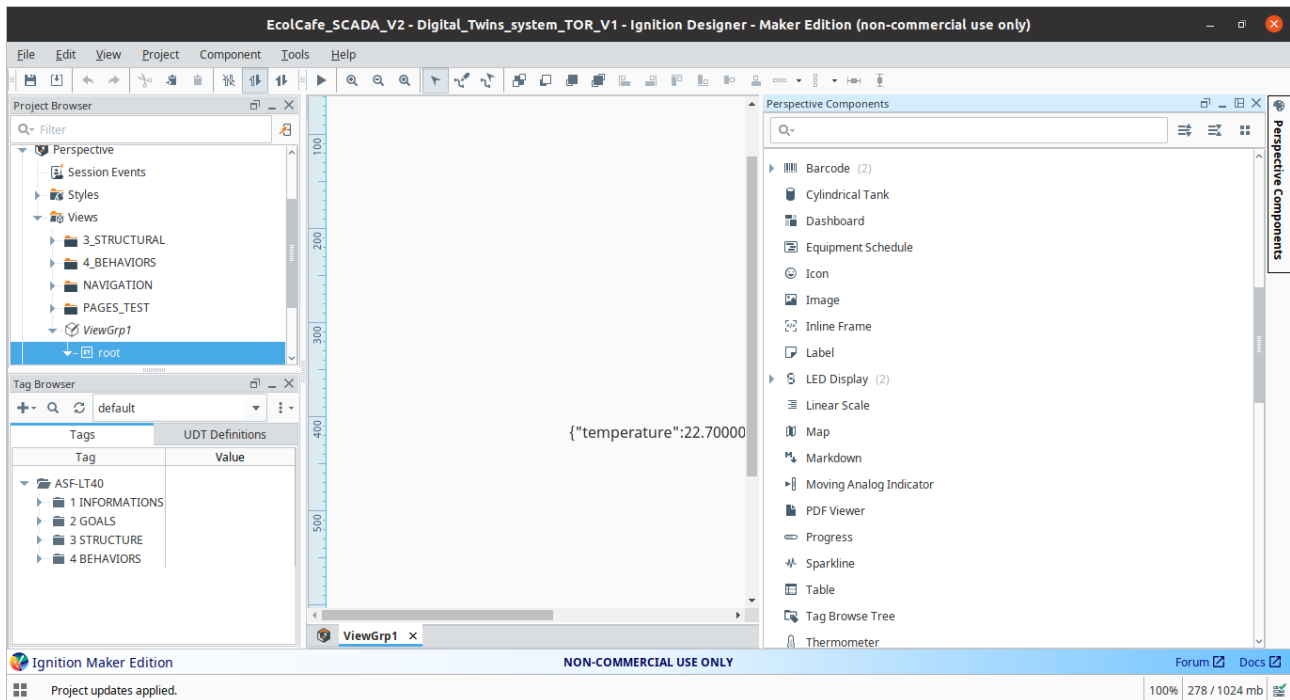 EcolCafe_SCADA_V2 - Digital_Twins_system_TOR_V1 - Ignition Designer - Maker Edition (non-commercial use only)
File Edit View Project Component Tools Help
Project Browser
Filter
Perspective
Session Events
Styles
Views
3_STRUCTURAL
4_BEHAVIORS
NAVIGATION
PAGES_TEST
ViewGrp1
root
Tag Browser
default
Tags UDT Definitions
Tag Value
ASF-LT40
1 INFORMATIONS
2 GOALS
3 STRUCTURE
4 BEHAVIORS
100
200
300
400
500
{"temperature":22.70000
ViewGrp1
Perspective Components
Barcode (2)
Cylindrical Tank
Dashboard
Equipment Schedule
Icon
Image
Inline Frame
Label
LED Display (2)
Linear Scale
Map
Markdown
Moving Analog Indicator
PDF Viewer
Progress
Sparkline
Table
Tag Browse Tree
Thermometer
Perspective Components
Ignition Maker Edition NON-COMMERCIAL USE ONLY Forum Docs
Project updates applied. 100% 278 / 1024 mb